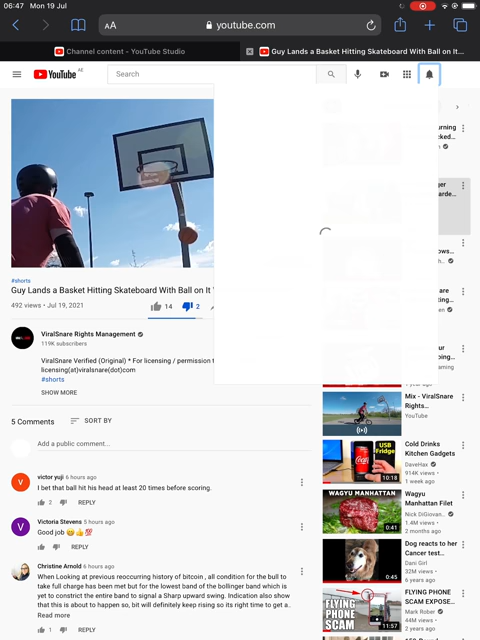 06:47 Mon 19 Jul
AA
youtube.com
Channel content - YouTube Studio
Guy Lands a Basket Hitting Skateboard With Ball on It...
YouTube AE
Search
#shorts
Guy Lands a Basket Hitting Skateboard With Ball on It
492 views • Jul 19, 2021
14
2
ViralSnare Rights Management
119K subscribers
ViralSnare Verified (Original) * For licensing / permission t
licensing(at)viralsnare(dot)com
#shorts
SHOW MORE
5 Comments
SORT BY
Add a public comment...
victor yuji 6 hours ago
I bet that ball hit his head at least 20 times before scoring.
2
REPLY
Victoria Stevens 5 hours ago
Good job 😀👍💯
REPLY
Christine Arnold 6 hours ago
When Looking at previous reoccurring history of bitcoin , all condition for the bull to
take full charge has been met but for the lowest band of the bollinger band which is
yet to constrict the entire band to signal a Sharp upward swing. Indication also show
that this is about to happen so, bit will definitely keep rising so its right time to get a..
Read more
1
REPLY
Mix - ViralSnare
Rights...
YouTube
Cold Drinks
Kitchen Gadgets
DaveHax
914K views •
1 week ago
USB
Fridge
10:18
Wagyu
Manhattan Filet
Nick DiGiovan..
1.4M views •
2 months ago
WAGYU MANHATTAN
0:41
Dog reacts to her
Cancer test...
Dani Girl
32M views •
6 years ago
0:45
FLYING PHONE
SCAM EXPOSE...
Mark Rober
44M views •
2 years ago
FLYING
PHONE
SCAM
11:57